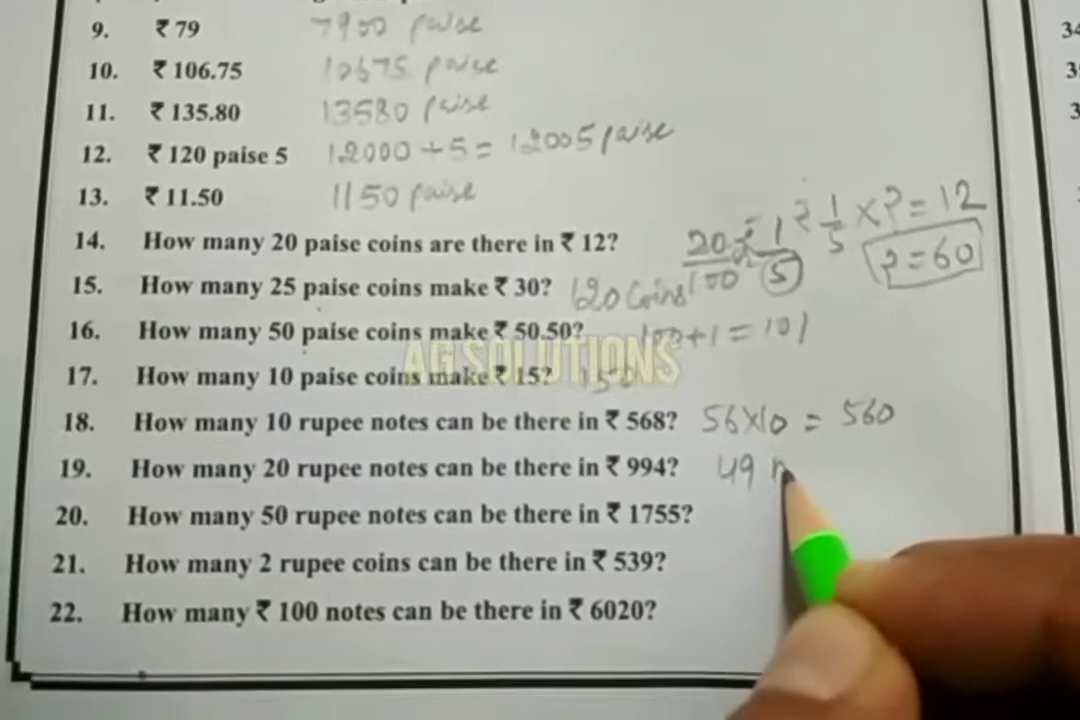 9. ₹ 79 7900 paise
10. ₹ 106.75 10675 paise
11. ₹ 135.80 13580 paise
12. ₹ 120 paise 5 12000 + 5 = 12005 paise
13. ₹ 11.50 1150 paise
14. How many 20 paise coins are there in ₹ 12? 20/100 = 1/5 ₹ 1/5 × ? = 12
? = 60
15. How many 25 paise coins make ₹ 30? 120 Coins
16. How many 50 paise coins make ₹ 50.50? 100+1 = 101
AG SOLUTIONS
17. How many 10 paise coins make ₹ 15? 150
18. How many 10 rupee notes can be there in ₹ 568? 56×10 = 560
19. How many 20 rupee notes can be there in ₹ 994? 49
20. How many 50 rupee notes can be there in ₹ 1755?
21. How many 2 rupee coins can be there in ₹ 539?
22. How many ₹ 100 notes can be there in ₹ 6020?